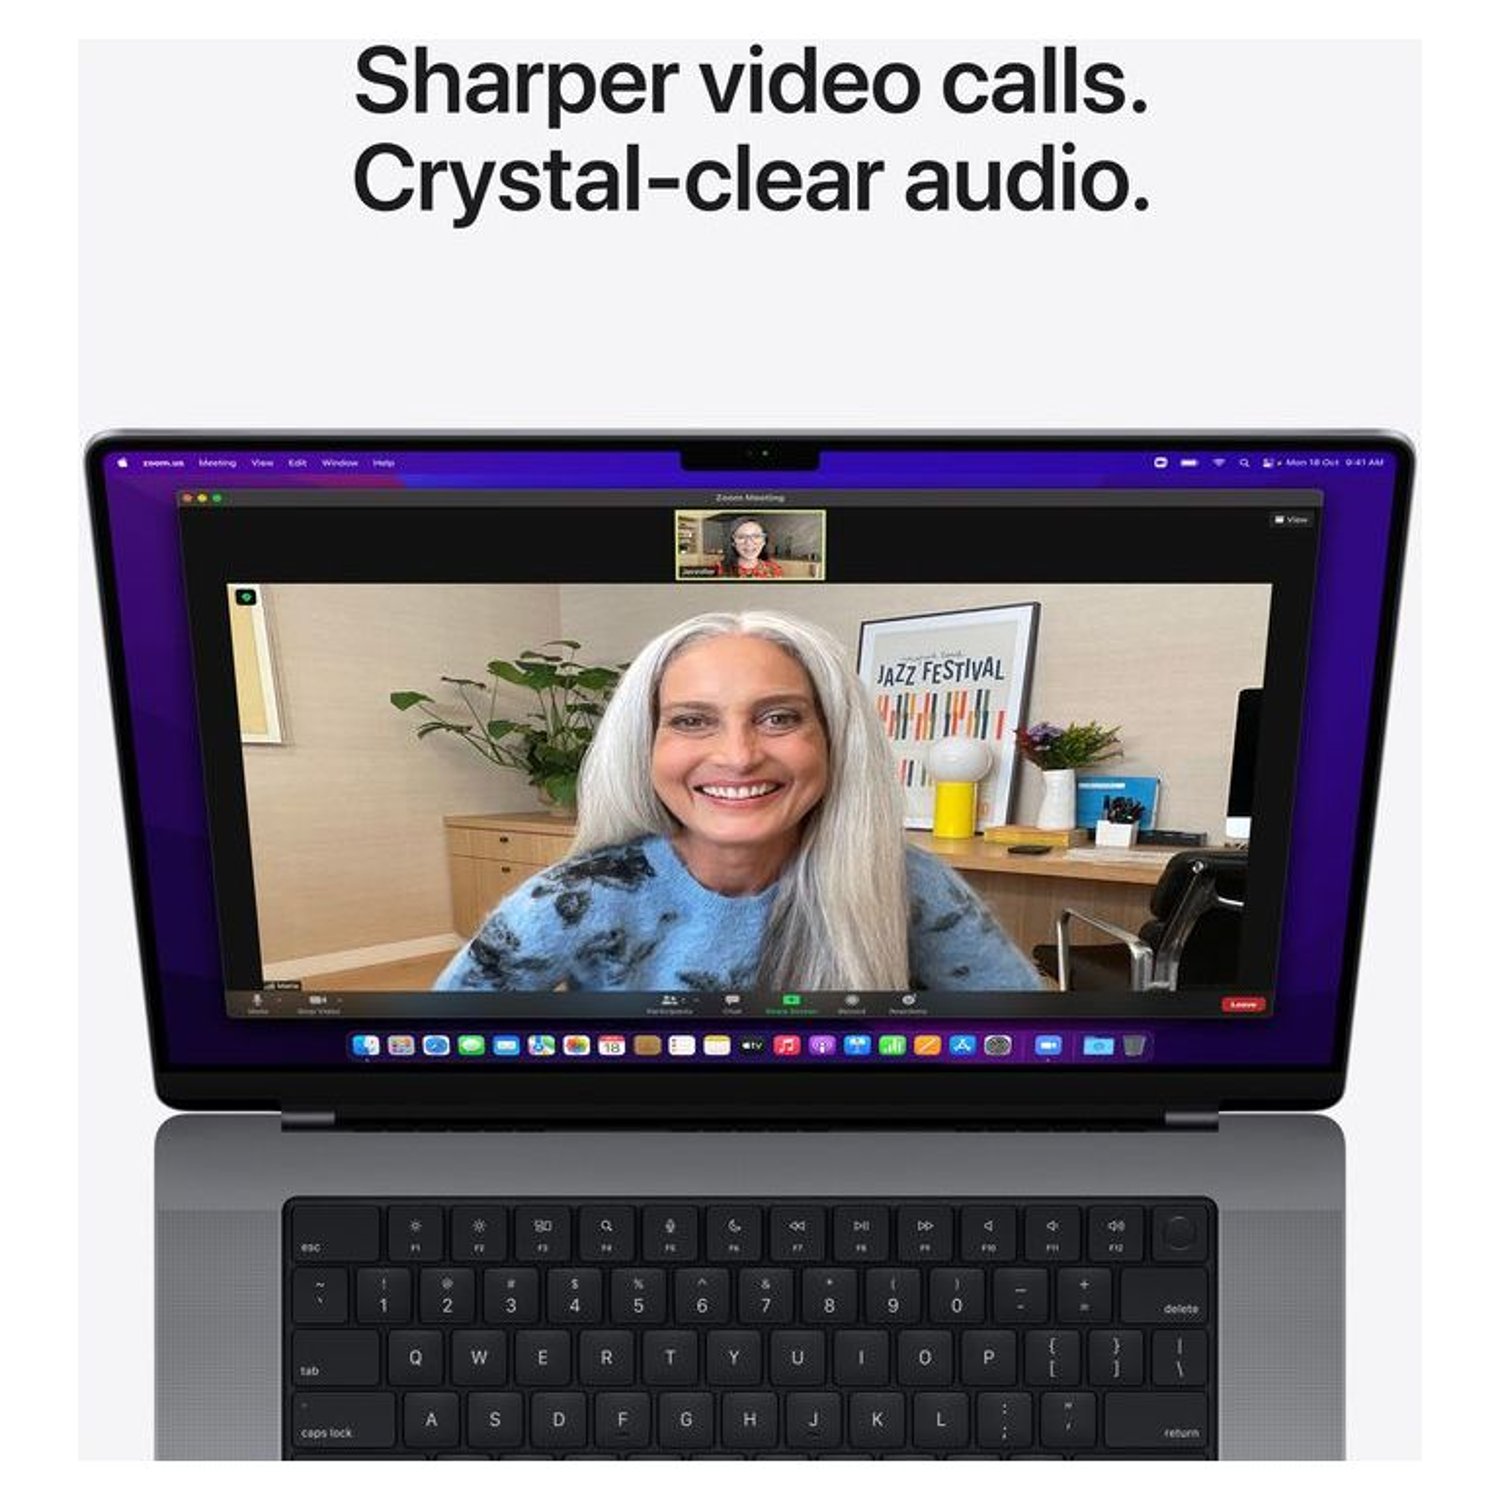 Sharper video calls.
Crystal-clear audio.
zoom.us Meeting View Edit Window Help
Mon 18 Oct 9:41 AM
Zoom Meeting
View
Jennifer
JAZZ FESTIVAL
Maria
Mute Stop Video Participants Chat Share Screen Record Reactions Leave
18
tv
esc F1 F2 F3 F4 F5 F6 F7 F8 F9 F10 F11 F12
~ ! @ # $ % ^ & * ( ) — +
` 1 2 3 4 5 6 7 8 9 0 - = delete
tab Q W E R T Y U I O P { [ } ] | \
caps lock A S D F G H J K L : ; " ' return